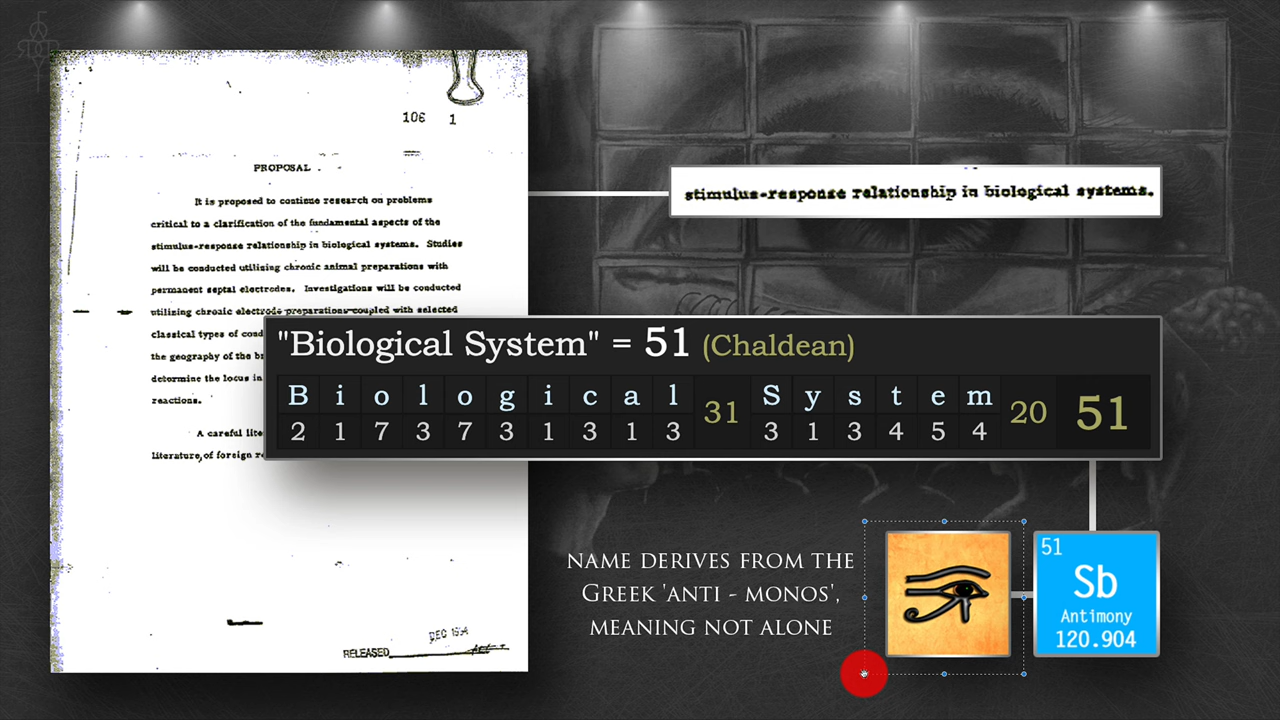 106 1
PROPOSAL
It is proposed to continue research on problems
critical to a clarification of the fundamental aspects of the
stimulus-response relationship in biological systems. Studies
will be conducted utilizing chronic animal preparations with
permanent septal electrodes. Investigations will be conducted
utilizing chronic electrode preparations coupled with selected
classical types of cond
the geography of the br
determine the locus in
reactions.
A careful lite
literature, of foreign re
RELEASED
stimulus-response relationship in biological systems.
"Biological System" = 51 (Chaldean)
B i o l o g i c a l 31 S y s t e m 20 51
2 1 7 3 7 3 1 3 1 3 3 1 3 4 5 4
NAME DERIVES FROM THE
GREEK 'ANTI - MONOS',
MEANING NOT ALONE
51
Sb
Antimony
120.904